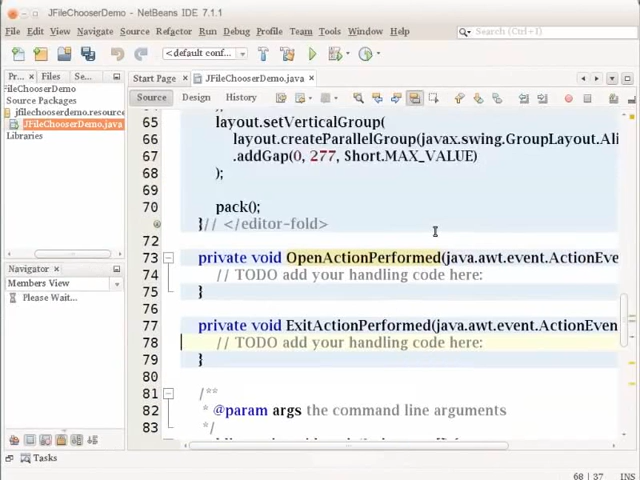 JFileChooserDemo - NetBeans IDE 7.1.1
File Edit View Navigate Source Refactor Run Debug Profile Team Tools Window Help
Search (Ctrl+I)
<default conf...
Pr... Files Se...
Start Page JFileChooserDemo.java
Source Design History
jfilechooserdemo.resource
JFileChooserDemo.java
Source Packages
Libraries
Navigator
Members View
Please Wait...
65 layout.setVerticalGroup(
66 layout.createParallelGroup(javax.swing.GroupLayout.Ali
67 .addGap(0, 277, Short.MAX_VALUE)
68 );
69
70 pack();
}// </editor-fold>
72
73 private void OpenActionPerformed(java.awt.event.ActionEve
74 // TODO add your handling code here:
75 }
76
77 private void ExitActionPerformed(java.awt.event.ActionEven
78 // TODO add your handling code here:
79 }
80
81 /**
82 * @param args the command line arguments
83 */
Tasks
68 | 37 INS